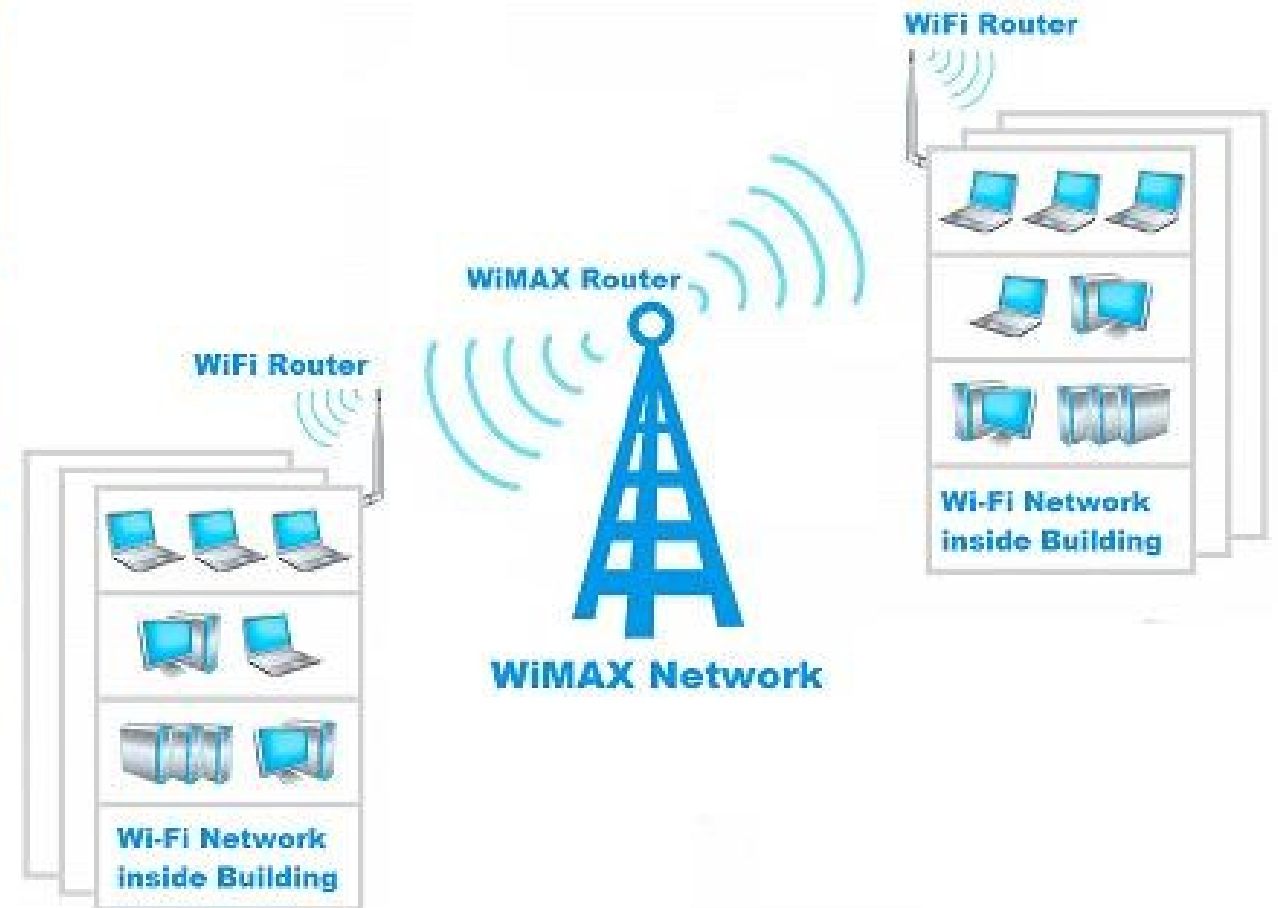 WiFi Router
WiMAX Router
WiFi Router
Wi-Fi Network
inside Building
WiMAX Network
Wi-Fi Network
inside Building